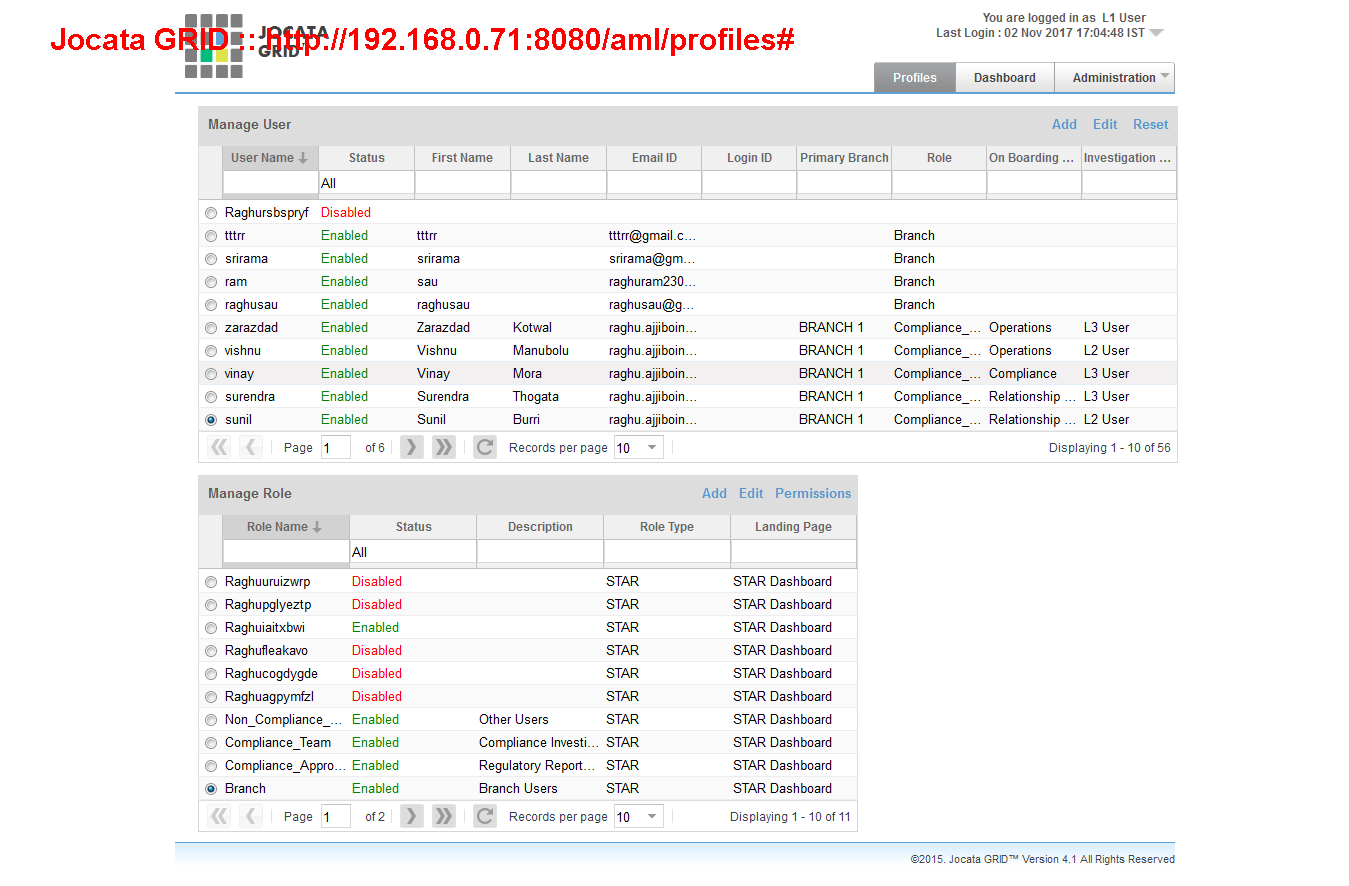 You are logged in as L1 User
Last Login : 02 Nov 2017 17:04:48 IST
Jocata GRID :: http://192.168.0.71:8080/aml/profiles#
JOCATA
GRID™
Profiles Dashboard Administration
Manage User Add Edit Reset
User Name Status First Name Last Name Email ID Login ID Primary Branch Role On Boarding ... Investigation ...
All
Raghursbspryf Disabled
tttrr Enabled tttrr tttrr@gmail.c... Branch
srirama Enabled srirama srirama@gm... Branch
ram Enabled sau raghuram230... Branch
raghusau Enabled raghusau raghusau@g... Branch
zarazdad Enabled Zarazdad Kotwal raghu.ajjiboin... BRANCH 1 Compliance_... Operations L3 User
vishnu Enabled Vishnu Manubolu raghu.ajjiboin... BRANCH 1 Compliance_... Operations L2 User
vinay Enabled Vinay Mora raghu.ajjiboin... BRANCH 1 Compliance_... Compliance L3 User
surendra Enabled Surendra Thogata raghu.ajjiboin... BRANCH 1 Compliance_... Relationship ... L3 User
sunil Enabled Sunil Burri raghu.ajjiboin... BRANCH 1 Compliance_... Relationship ... L2 User
Page 1 of 6 Records per page 10 Displaying 1 - 10 of 56
Manage Role Add Edit Permissions
Role Name Status Description Role Type Landing Page
All
Raghuuruizwrp Disabled STAR STAR Dashboard
Raghupglyeztp Disabled STAR STAR Dashboard
Raghuiaitxbwi Enabled STAR STAR Dashboard
Raghufleakavo Disabled STAR STAR Dashboard
Raghucogdygde Disabled STAR STAR Dashboard
Raghuagpymfzl Disabled STAR STAR Dashboard
Non_Compliance_... Enabled Other Users STAR STAR Dashboard
Compliance_Team Enabled Compliance Investi... STAR STAR Dashboard
Compliance_Appro... Enabled Regulatory Report... STAR STAR Dashboard
Branch Enabled Branch Users STAR STAR Dashboard
Page 1 of 2 Records per page 10 Displaying 1 - 10 of 11
©2015. Jocata GRID™ Version 4.1 All Rights Reserved